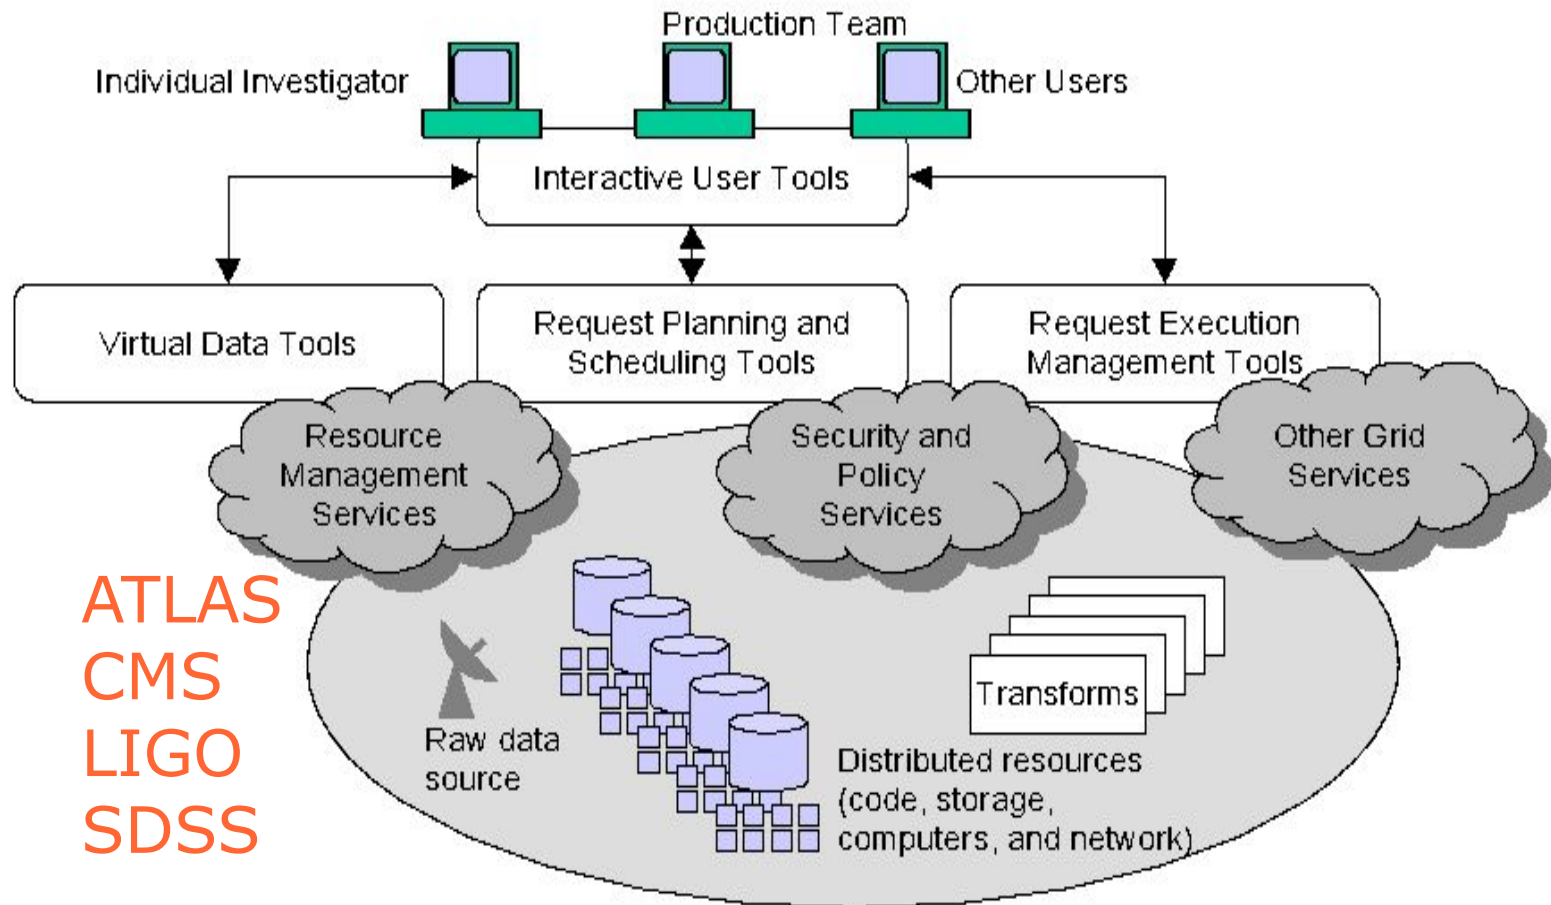 Production Team
Individual Investigator
Other Users
Interactive User Tools
Virtual Data Tools
Request Planning and
Scheduling Tools
Request Execution
Management Tools
Resource
Management
Services
Security and
Policy
Services
Other Grid
Services
ATLAS
CMS
LIGO
SDSS
Raw data
source
Transforms
Distributed resources
(code, storage,
computers, and network)